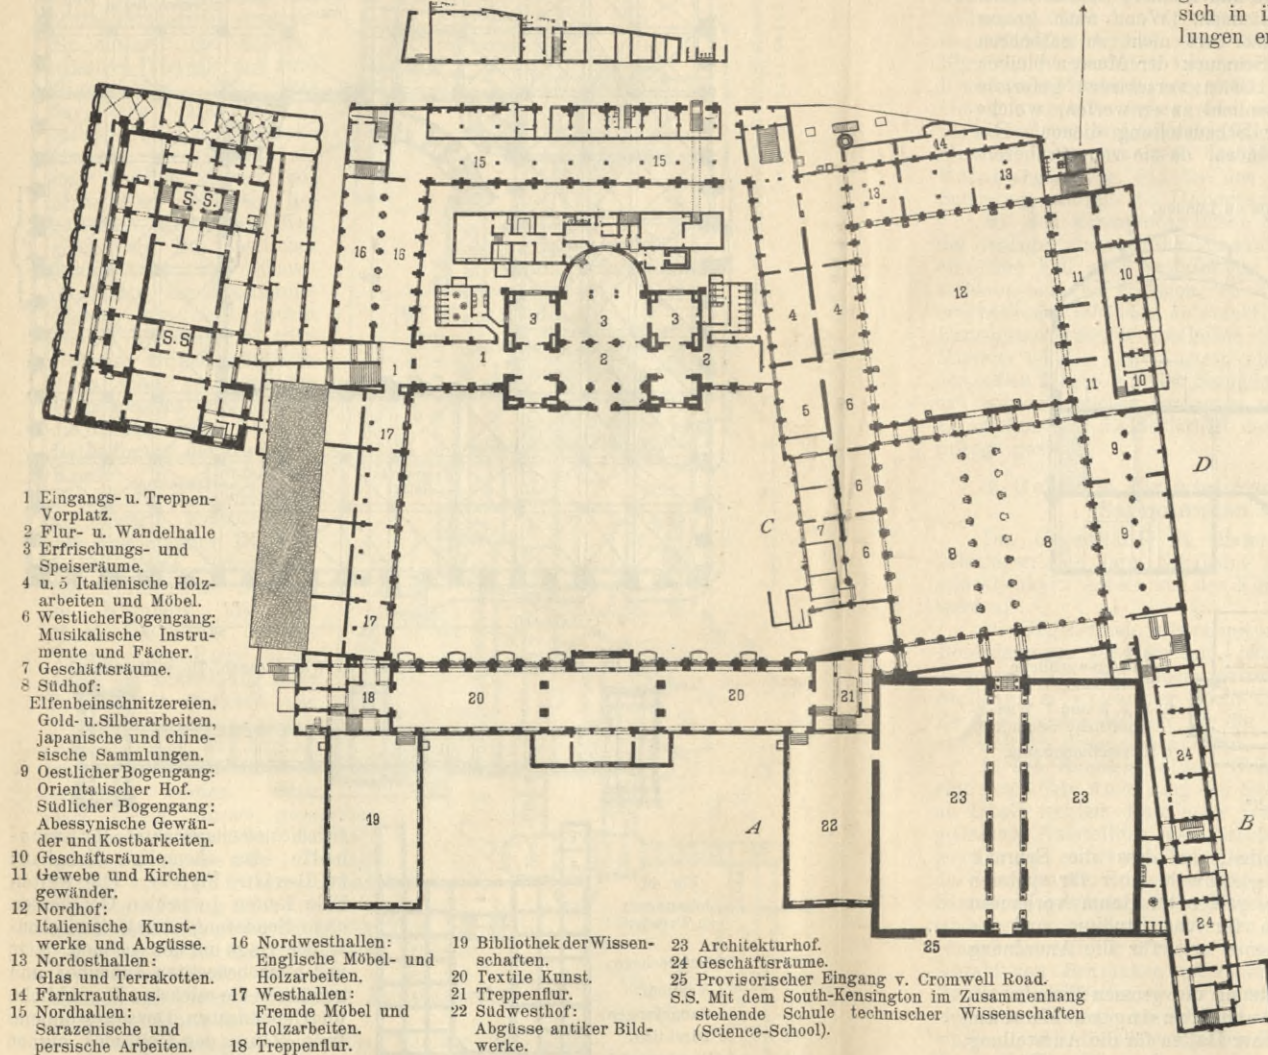 sich in i
lungen er
44
15
15
13
13
S. S.
16
16
11
10
12
3
3
3
4
4
S.S
1
2
2
1
11
10
5
6
17
9
D
6
C
7
8
8
9
6
17
1 Eingangs- u. Treppen-
Vorplatz.
2 Flur- u. Wandelhalle
3 Erfrischungs- und
Speiseräume.
4 u. 5 Italienische Holz-
arbeiten und Möbel.
6 Westlicher Bogengang:
Musikalische Instru-
mente und Fächer.
7 Geschäftsräume.
8 Südhof:
Elfenbeinschnitzereien.
Gold- u. Silberarbeiten,
japanische und chine-
sische Sammlungen.
9 Oestlicher Bogengang:
Orientalischer Hof.
Südlicher Bogengang:
Abessynische Gewän-
der und Kostbarkeiten.
10 Geschäftsräume.
11 Gewebe und Kirchen-
gewänder.
12 Nordhof:
Italienische Kunst-
werke und Abgüsse.
13 Nordosthallen:
Glas und Terrakotten.
14 Farnkrauthaus.
15 Nordhallen:
Sarazenische und
persische Arbeiten.
18
20
20
21
24
19
A
22
23
23
B
24
25
16 Nordwesthallen:
Englische Möbel- und
Holzarbeiten.
17 Westhallen:
Fremde Möbel und
Holzarbeiten.
18 Treppenflur.
19 Bibliothek der Wissen-
schaften.
20 Textile Kunst.
21 Treppenflur.
22 Südwesthof:
Abgüsse antiker Bild-
werke.
23 Architekturhof.
24 Geschäftsräume.
25 Provisorischer Eingang v. Cromwell Road.
S.S. Mit dem South-Kensington im Zusammenhang
stehende Schule technischer Wissenschaften
(Science-School).